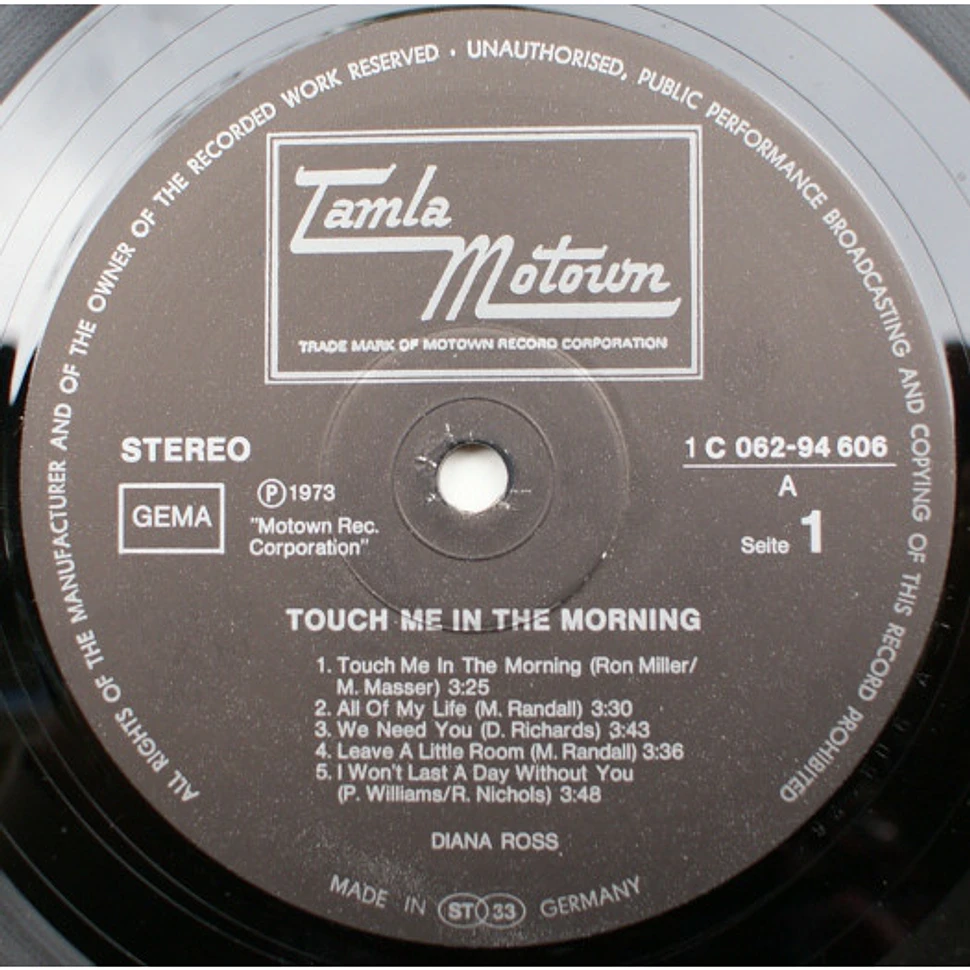 ALL RIGHTS OF THE MANUFACTURER AND OF THE OWNER OF THE RECORDED WORK RESERVED · UNAUTHORISED, PUBLIC PERFORMANCE BROADCASTING AND COPYING OF THIS RECORD PROHIBITED
Tamla
Motown
TRADE MARK OF MOTOWN RECORD CORPORATION
STEREO
1 C 062-94 606
GEMA
Ⓟ 1973
"Motown Rec.
Corporation"
A
Seite 1
TOUCH ME IN THE MORNING
1. Touch Me In The Morning (Ron Miller/
M. Masser) 3:25
2. All Of My Life (M. Randall) 3:30
3. We Need You (D. Richards) 3:43
4. Leave A Little Room (M. Randall) 3:36
5. I Won't Last A Day Without You
(P. Williams/R. Nichols) 3:48
DIANA ROSS
MADE IN ST 33 GERMANY